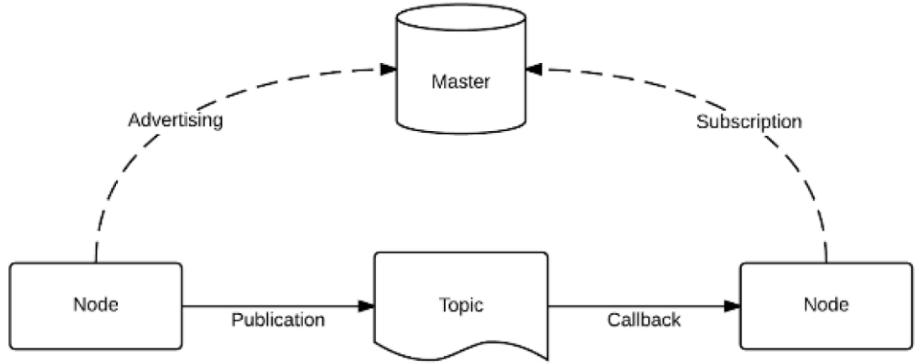 Master
Advertising
Subscription
Node
Publication
Topic
Callback
Node